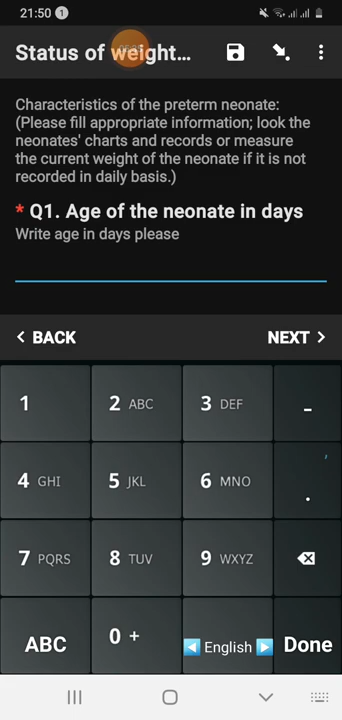 21:50 1
Status of weight...
Characteristics of the preterm neonate:
(Please fill appropriate information; look the
neonates' charts and records or measure
the current weight of the neonate if it is not
recorded in daily basis.)
* Q1. Age of the neonate in days
Write age in days please
< BACK NEXT >
1 2 ABC 3 DEF -
4 GHI 5 JKL 6 MNO , .
7 PQRS 8 TUV 9 WXYZ
ABC 0 + English Done